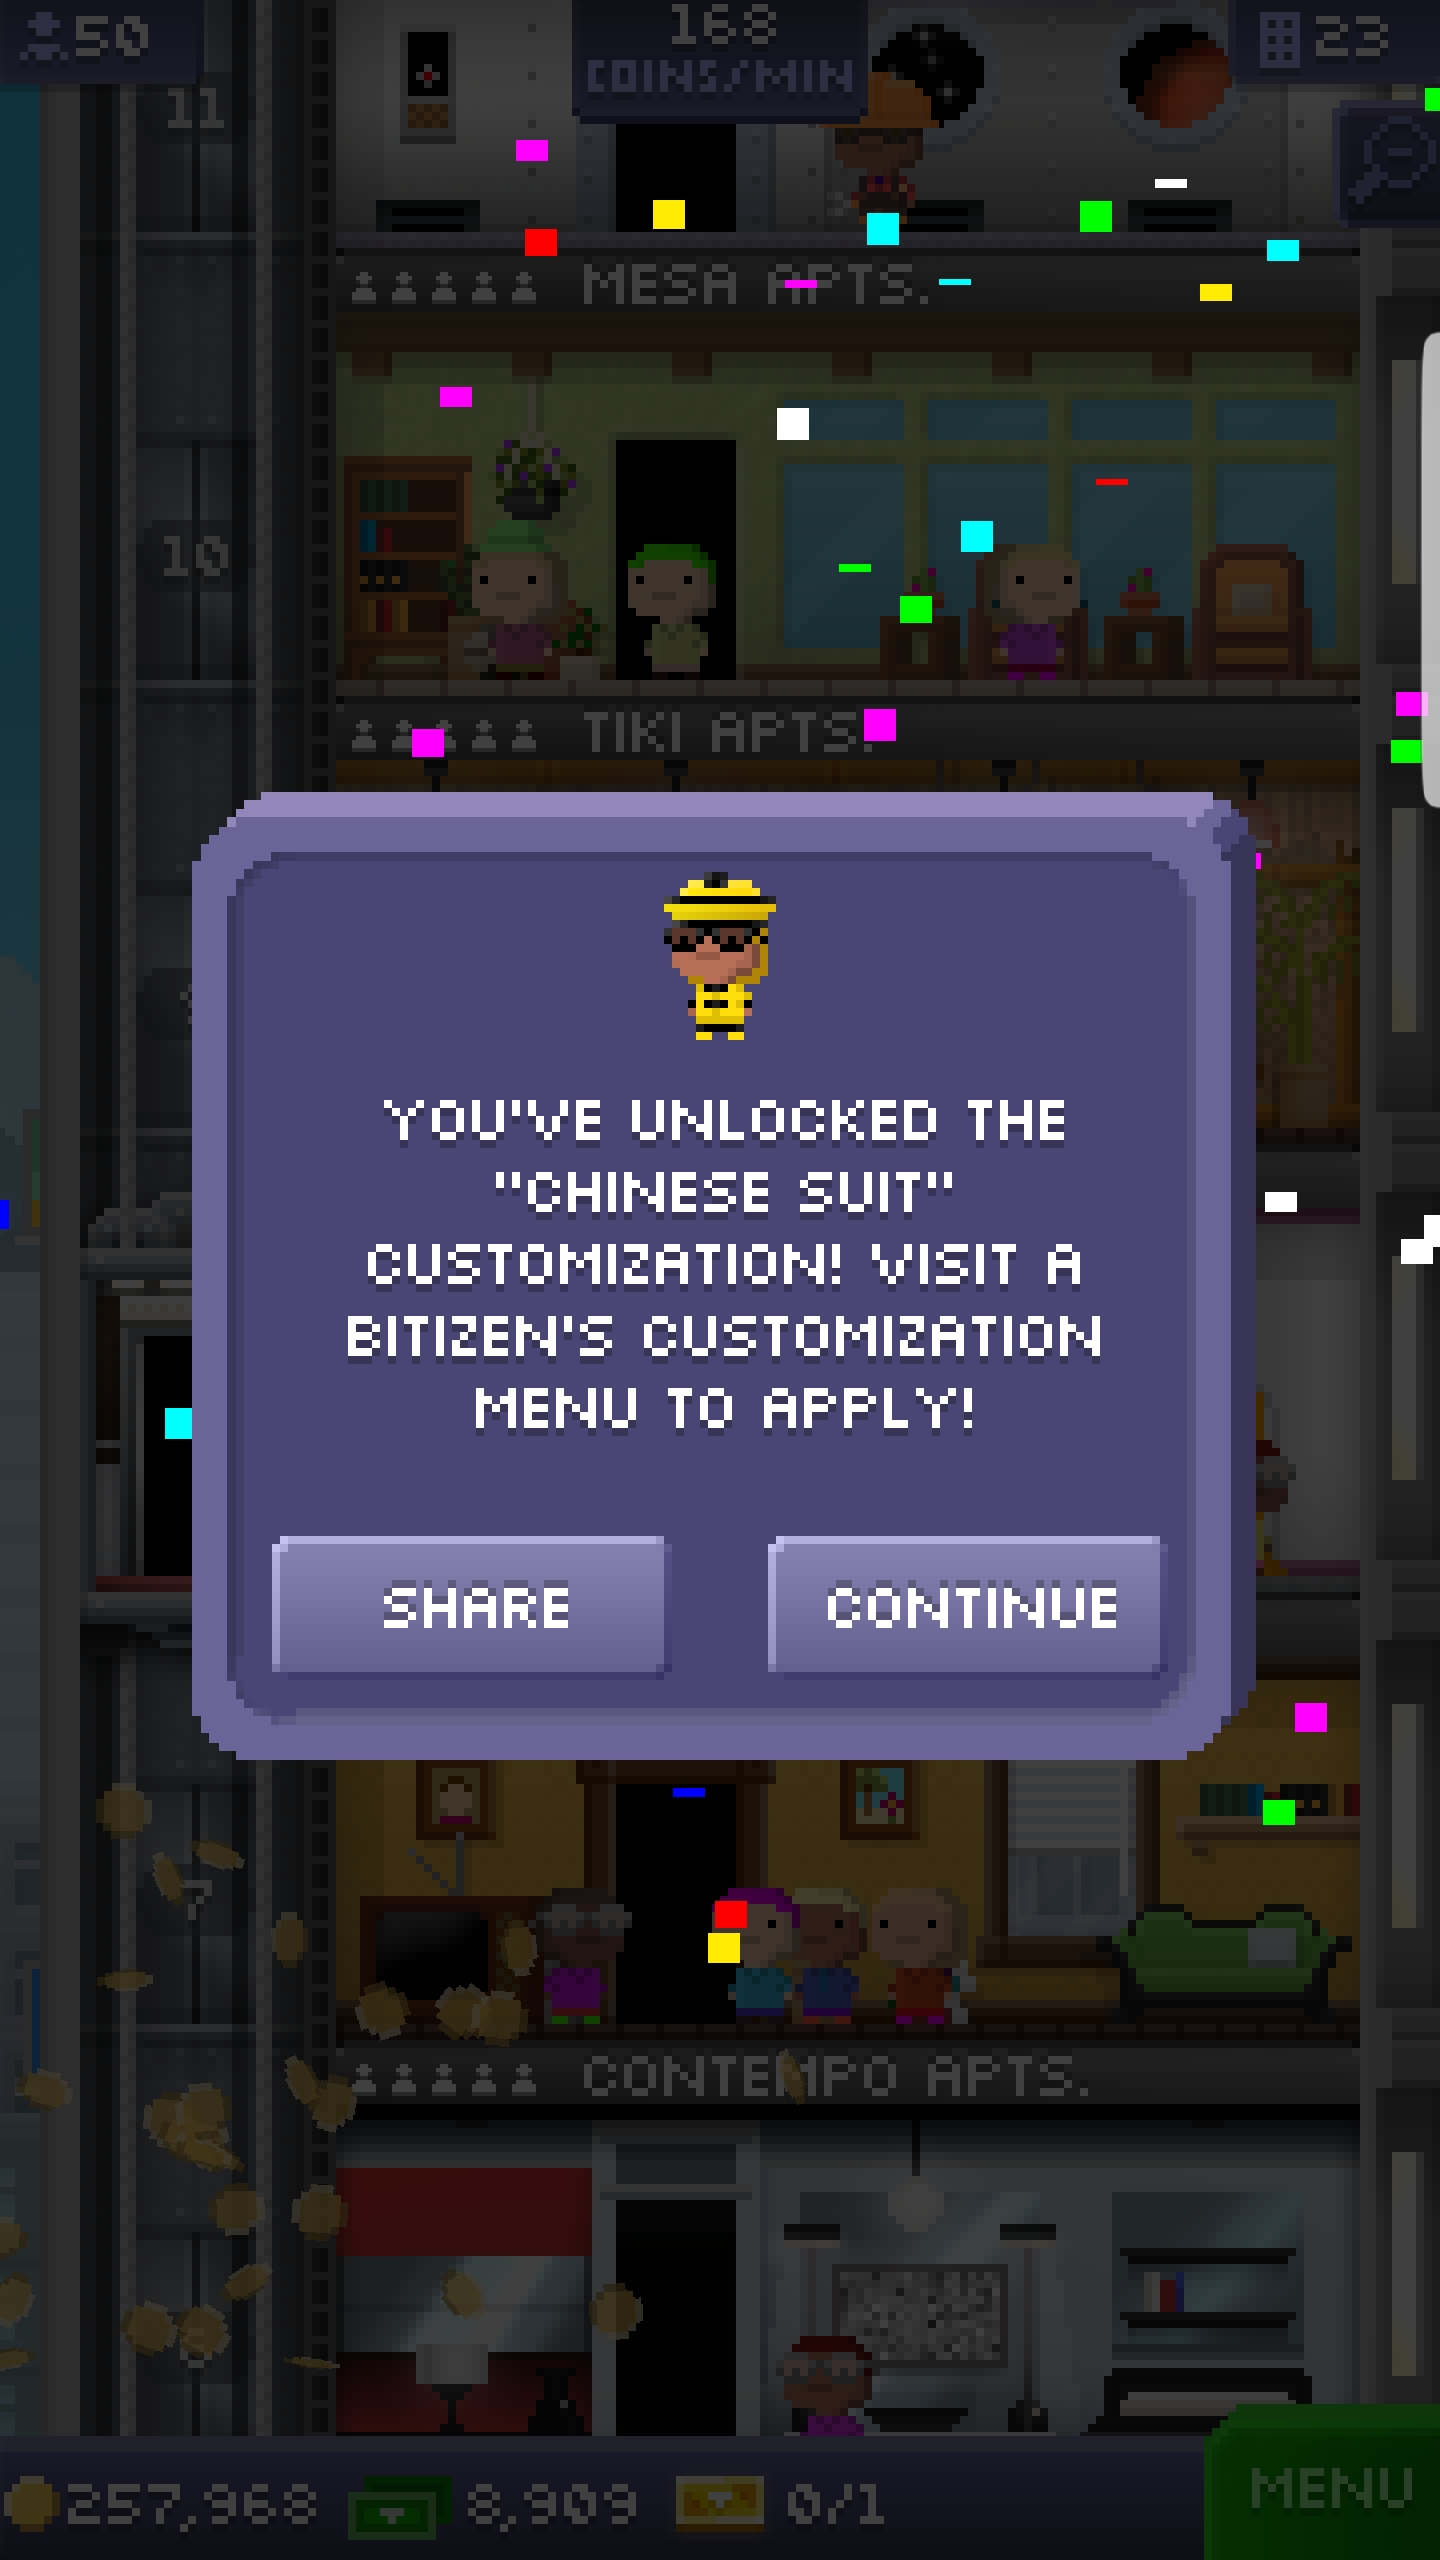 50
168
COINS/MIN
23
11
MESA APTS.
10
TIKI APTS.
YOU'VE UNLOCKED THE
"CHINESE SUIT"
CUSTOMIZATION! VISIT A
BITIZEN'S CUSTOMIZATION
MENU TO APPLY!
SHARE
CONTINUE
7
CONTEMPO APTS.
257,968
8,909
0/1
MENU